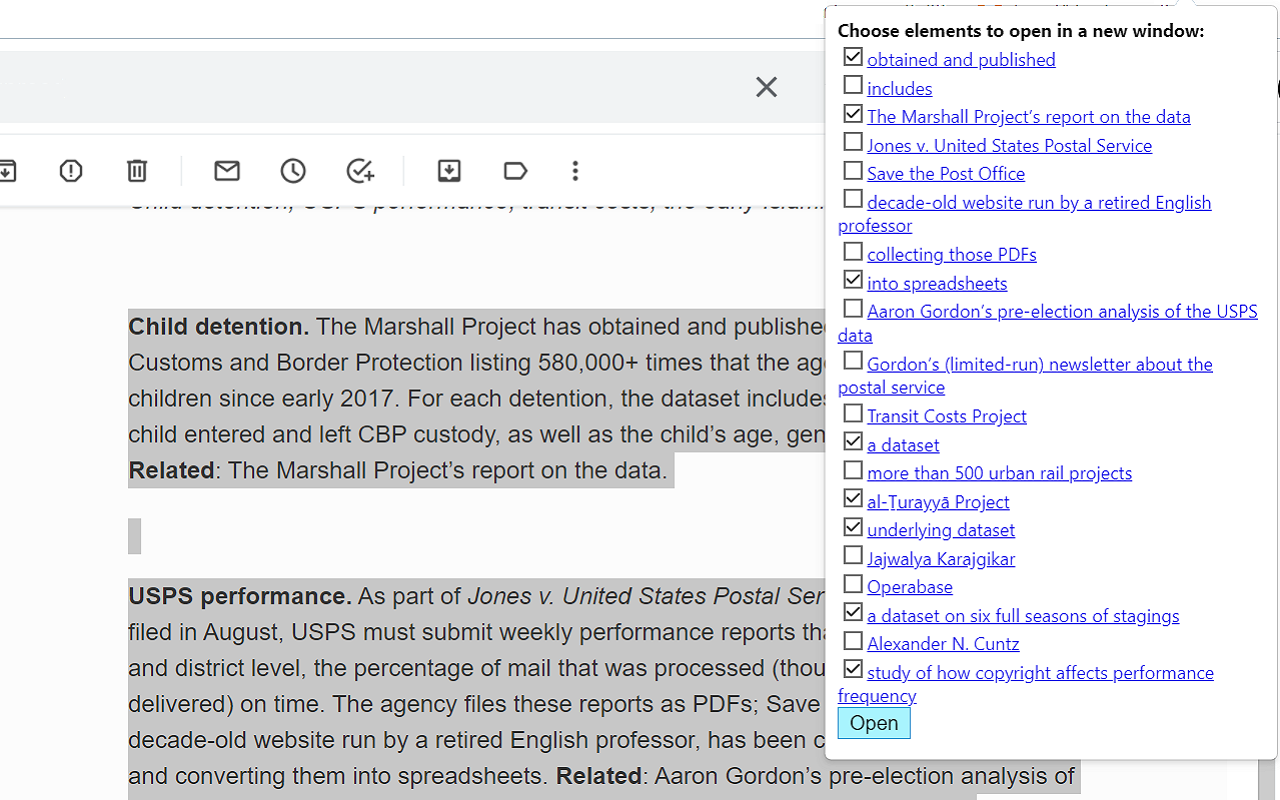 Choose elements to open in a new window:
obtained and published
includes
The Marshall Project's report on the data
Jones v. United States Postal Service
Save the Post Office
decade-old website run by a retired English
professor
collecting those PDFs
into spreadsheets
Aaron Gordon's pre-election analysis of the USPS
data
Gordon's (limited-run) newsletter about the
postal service
Transit Costs Project
a dataset
more than 500 urban rail projects
al-Ṯurayyā Project
underlying dataset
Jajwalya Karajgikar
Operabase
a dataset on six full seasons of stagings
Alexander N. Cuntz
study of how copyright affects performance
frequency
Open
Child detention, USPS performance, transit costs, the early Islam
Child detention. The Marshall Project has obtained and publishe
Customs and Border Protection listing 580,000+ times that the ag
children since early 2017. For each detention, the dataset include
child entered and left CBP custody, as well as the child's age, gen
Related: The Marshall Project's report on the data.
USPS performance. As part of Jones v. United States Postal Ser
filed in August, USPS must submit weekly performance reports tha
and district level, the percentage of mail that was processed (thou
delivered) on time. The agency files these reports as PDFs; Save
decade-old website run by a retired English professor, has been c
and converting them into spreadsheets. Related: Aaron Gordon's pre-election analysis of